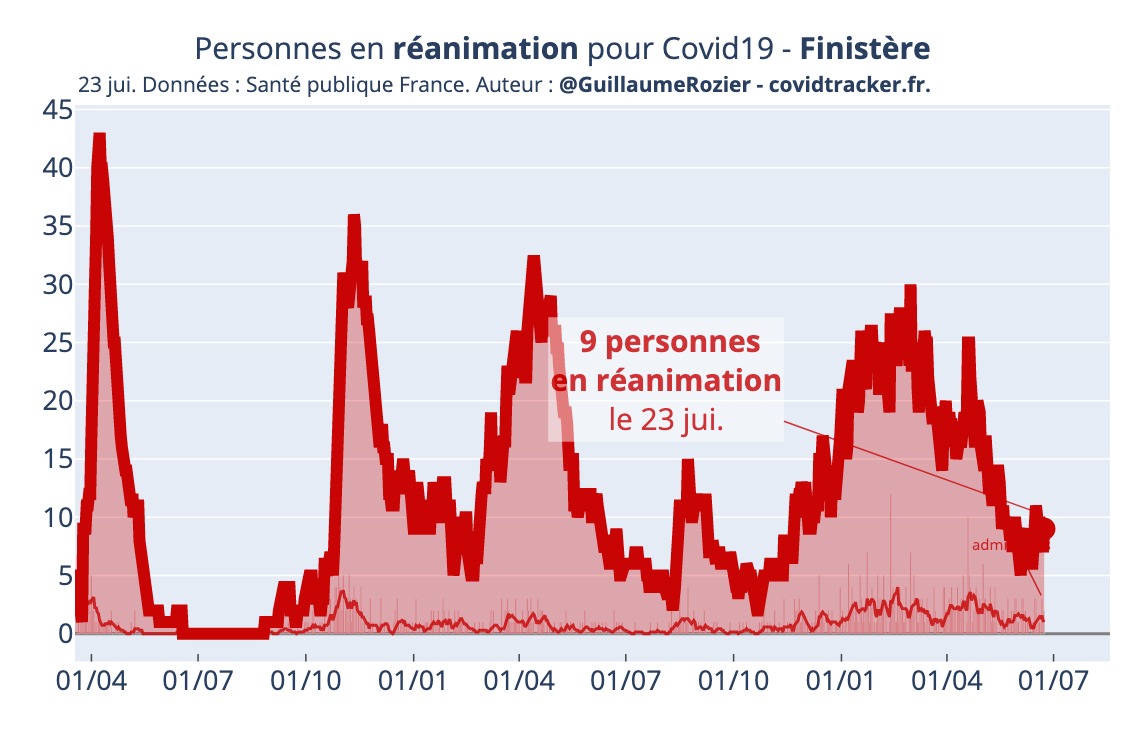 Personnes en réanimation pour Covid19 - Finistère
23 jui. Données : Santé publique France. Auteur : @GuillaumeRozier - covidtracker.fr.
45
40
35
30
25
20
15
10
5
0
9 personnes
en réanimation
le 23 jui.
01/04 01/07 01/10 01/01 01/04 01/07 01/10 01/01 01/04 01/07